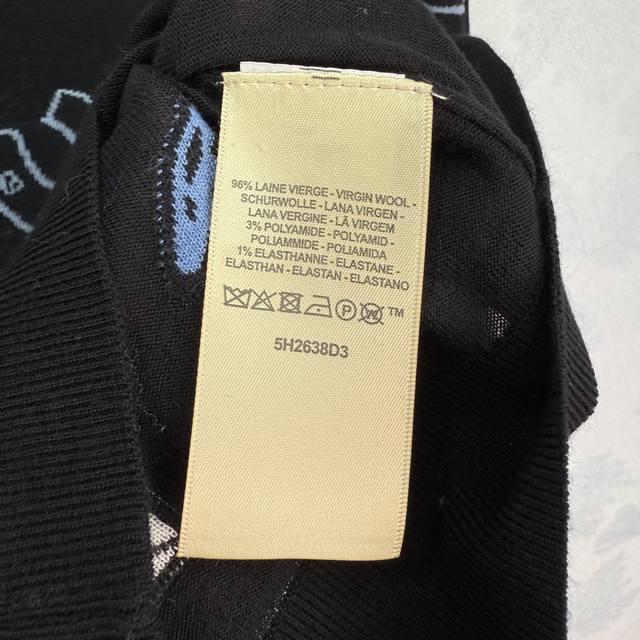 96% LAINE VIERGE - VIRGIN WOOL -
SCHURWOLLE - LANA VIRGEN -
LANA VERGINE - LÃ VIRGEM
3% POLYAMIDE - POLYAMID -
POLIAMMIDE - POLIAMIDA
1% ELASTHANNE - ELASTANE -
ELASTHAN - ELASTAN - ELASTANO
P W TM
5H2638D3